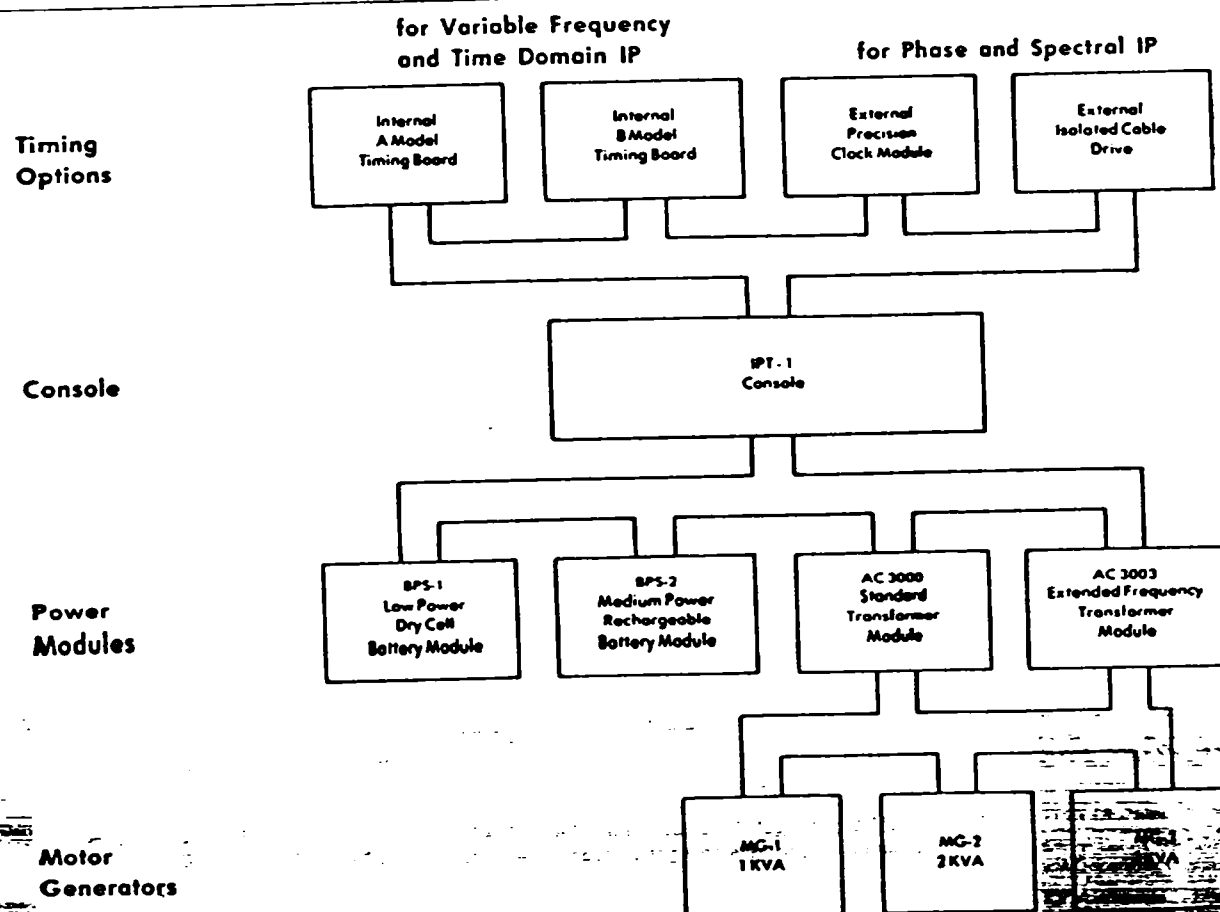 for Variable Frequency
and Time Domain IP
for Phase and Spectral IP
Timing
Options
Internal
A Model
Timing Board
Internal
B Model
Timing Board
External
Precision
Clock Module
External
Isolated Cable
Drive
Console
IPT-1
Console
Power
Modules
BPS-1
Low Power
Dry Cell
Battery Module
BPS-2
Medium Power
Rechargeable
Battery Module
AC 3000
Standard
Transformer
Module
AC 3003
Extended Frequency
Transformer
Module
Motor
Generators
MG-1
1 KVA
MG-2
2 KVA